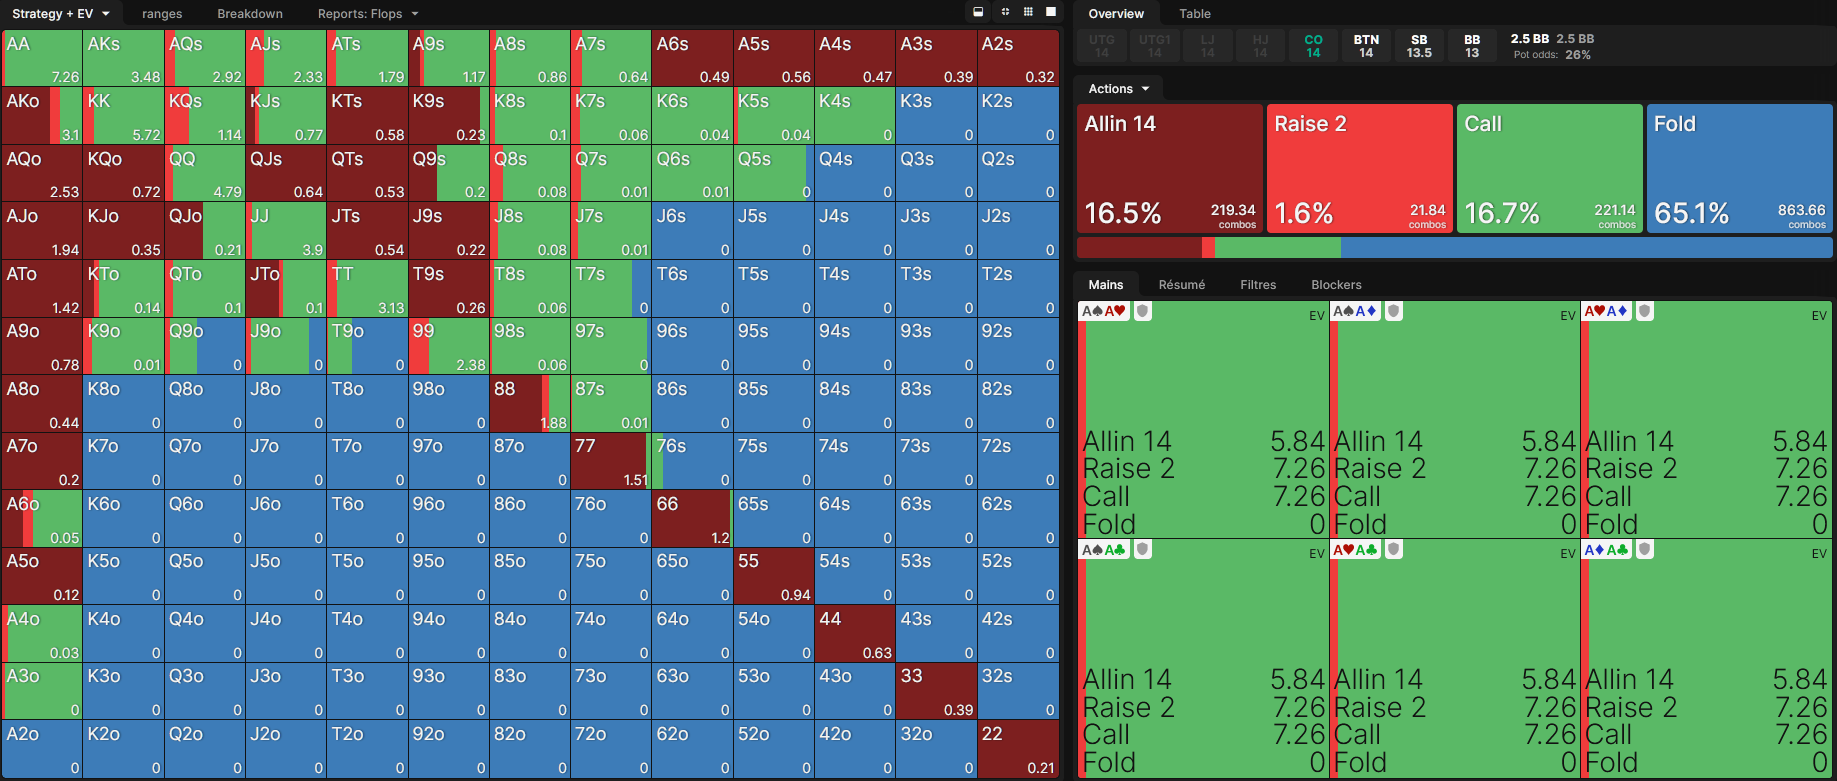 Strategy + EV ranges Breakdown Reports: Flops
AA AKs AQs AJs ATs A9s A8s A7s A6s A5s A4s A3s A2s
7.26 3.48 2.92 2.33 1.79 1.17 0.86 0.64 0.49 0.56 0.47 0.39 0.32
AKo KK KQs KJs KTs K9s K8s K7s K6s K5s K4s K3s K2s
3.1 5.72 1.14 0.77 0.58 0.23 0.1 0.06 0.04 0.04 0 0 0
AQo KQo QQ QJs QTs Q9s Q8s Q7s Q6s Q5s Q4s Q3s Q2s
2.53 0.72 4.79 0.64 0.53 0.2 0.08 0.01 0.01 0 0 0 0
AJo KJo QJo JJ JTs J9s J8s J7s J6s J5s J4s J3s J2s
1.94 0.35 0.21 3.9 0.54 0.22 0.08 0.01 0 0 0 0 0
ATo KTo QTo JTo TT T9s T8s T7s T6s T5s T4s T3s T2s
1.42 0.14 0.1 0.1 3.13 0.26 0.06 0 0 0 0 0 0
A9o K9o Q9o J9o T9o 99 98s 97s 96s 95s 94s 93s 92s
0.78 0.01 0 0 0 2.38 0.06 0 0 0 0 0 0
A8o K8o Q8o J8o T8o 98o 88 87s 86s 85s 84s 83s 82s
0.44 0 0 0 0 0 1.88 0.01 0 0 0 0 0
A7o K7o Q7o J7o T7o 97o 87o 77 76s 75s 74s 73s 72s
0.2 0 0 0 0 0 0 1.51 0 0 0 0 0
A6o K6o Q6o J6o T6o 96o 86o 76o 66 65s 64s 63s 62s
0.05 0 0 0 0 0 0 0 1.2 0 0 0 0
A5o K5o Q5o J5o T5o 95o 85o 75o 65o 55 54s 53s 52s
0.12 0 0 0 0 0 0 0 0 0.94 0 0 0
A4o K4o Q4o J4o T4o 94o 84o 74o 64o 54o 44 43s 42s
0.03 0 0 0 0 0 0 0 0 0 0.63 0 0
A3o K3o Q3o J3o T3o 93o 83o 73o 63o 53o 43o 33 32s
0 0 0 0 0 0 0 0 0 0 0 0.39 0
A2o K2o Q2o J2o T2o 92o 82o 72o 62o 52o 42o 32o 22
0 0 0 0 0 0 0 0 0 0 0 0 0.21
Overview Table
UTG UTG1 LJ HJ CO BTN SB BB 2.5 BB 2.5 BB
14 14 14 14 14 14 13.5 13 Pot odds: 26%
Actions
Allin 14 Raise 2 Call Fold
16.5% 219.34 combos 1.6% 21.84 combos 16.7% 221.14 combos 65.1% 863.66 combos
Mains Résumé Filtres Blockers
A♠A♥ EV A♠A♦ EV A♥A♦ EV
Allin 14 5.84 Allin 14 5.84 Allin 14 5.84
Raise 2 7.26 Raise 2 7.26 Raise 2 7.26
Call 7.26 Call 7.26 Call 7.26
Fold 0 Fold 0 Fold 0
A♠A♣ EV A♥A♣ EV A♦A♣ EV
Allin 14 5.84 Allin 14 5.84 Allin 14 5.84
Raise 2 7.26 Raise 2 7.26 Raise 2 7.26
Call 7.26 Call 7.26 Call 7.26
Fold 0 Fold 0 Fold 0